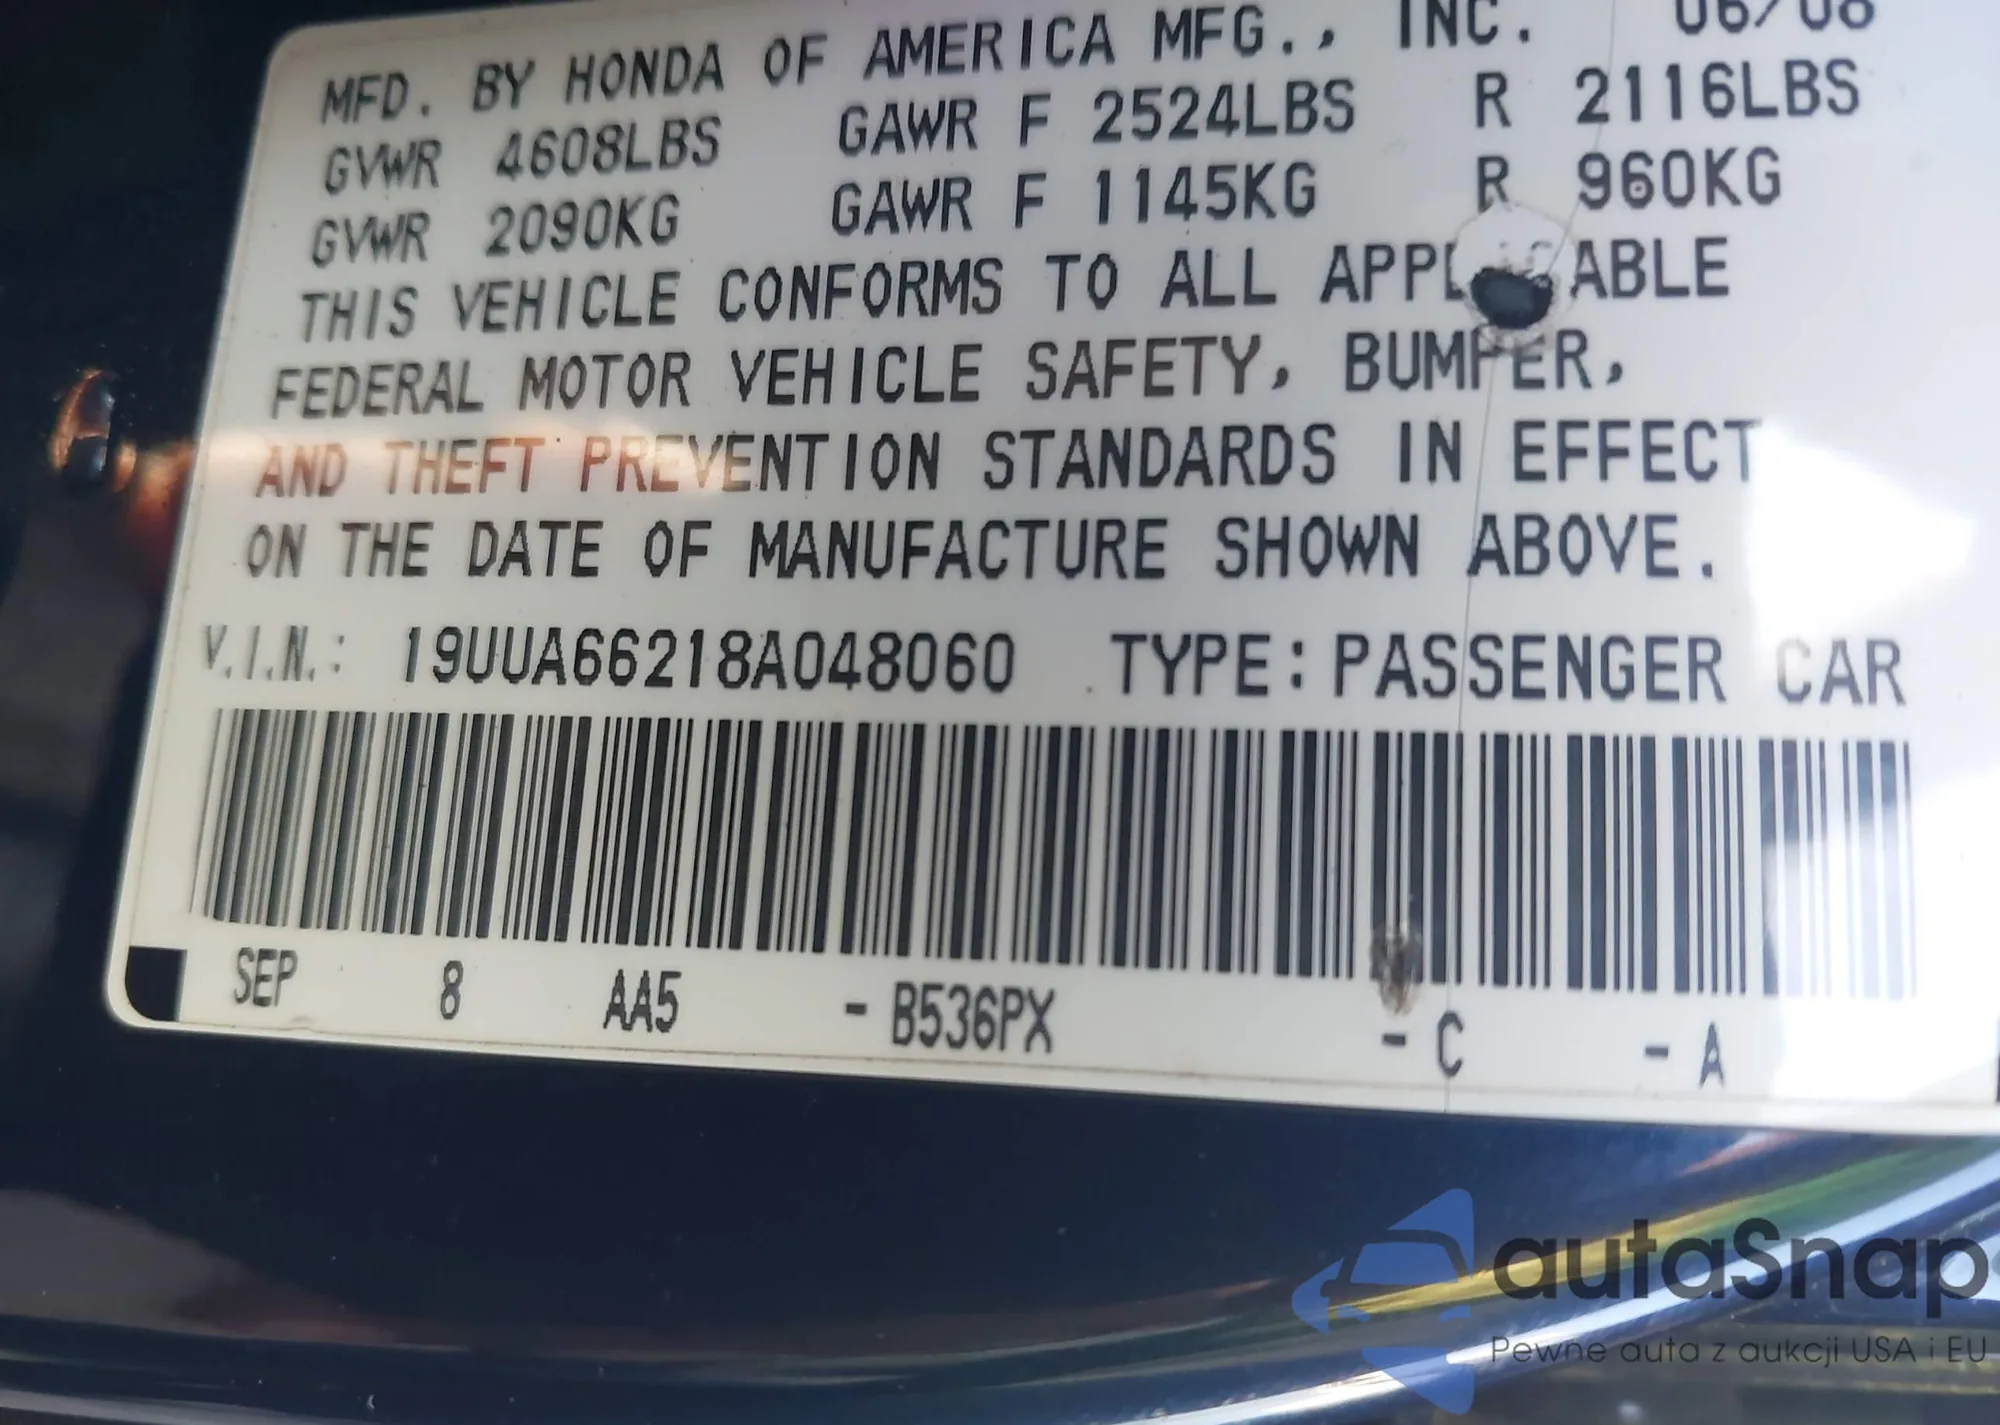 MFD. BY HONDA OF AMERICA MFG., INC. 06/08
GVWR 4608LBS GAWR F 2524LBS R 2116LBS
GVWR 2090KG GAWR F 1145KG R 960KG
THIS VEHICLE CONFORMS TO ALL APPLICABLE
FEDERAL MOTOR VEHICLE SAFETY, BUMPER,
AND THEFT PREVENTION STANDARDS IN EFFECT
ON THE DATE OF MANUFACTURE SHOWN ABOVE.
V.I.N.: 19UUA66218A048060 TYPE: PASSENGER CAR
SEP 8 AA5 - B536PX - C - A
autaSnap
Pewne auta z aukcji USA i EU